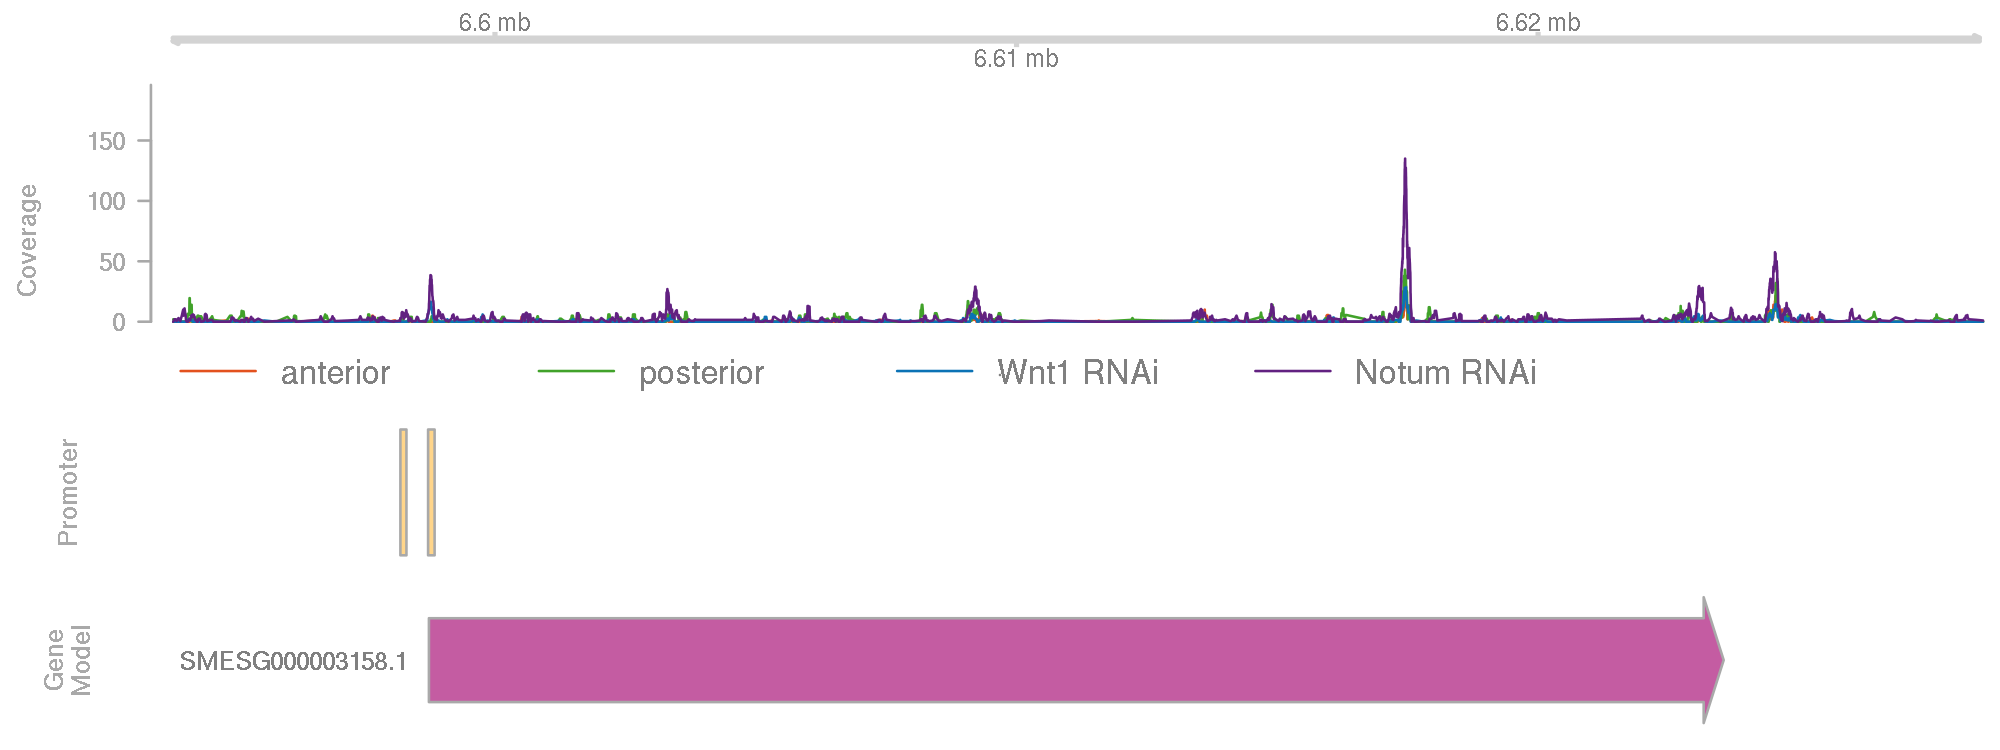 6.6 mb
6.62 mb
6.61 mb
Coverage
150
100
50
0
anterior posterior Wnt1 RNAi Notum RNAi
Promoter
Gene
Model
SMESG000003158.1